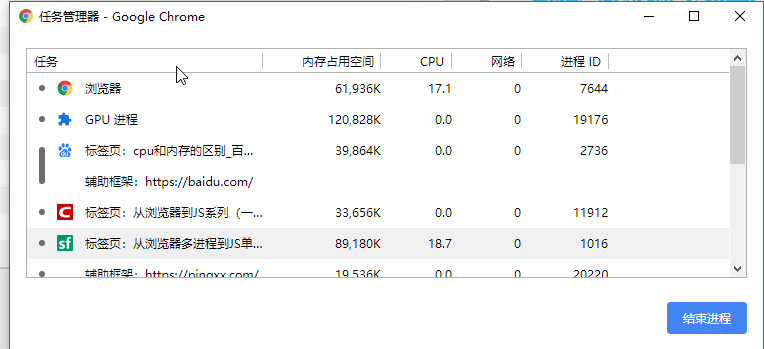 任务管理器 - Google Chrome
任务 内存占用空间 CPU 网络 进程 ID
浏览器 61,936K 17.1 0 7644
GPU 进程 120,828K 0.0 0 19176
标签页：cpu和内存的区别_百... 39,864K 0.0 0 2736
辅助框架：https://baidu.com/
标签页：从浏览器到JS系列（一... 33,656K 0.0 0 11912
标签页：从浏览器多进程到JS单... 89,180K 18.7 0 1016
辅助框架：https://pingxx.com/ 19,536K 0.0 0 20220
结束进程